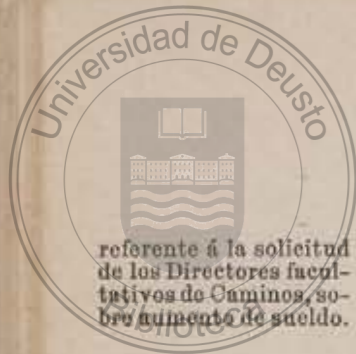 Universidad de Deusto
referente á la solicitud
de los Directores facul-
tativos de Caminos, so-
bre aumento de sueldo.